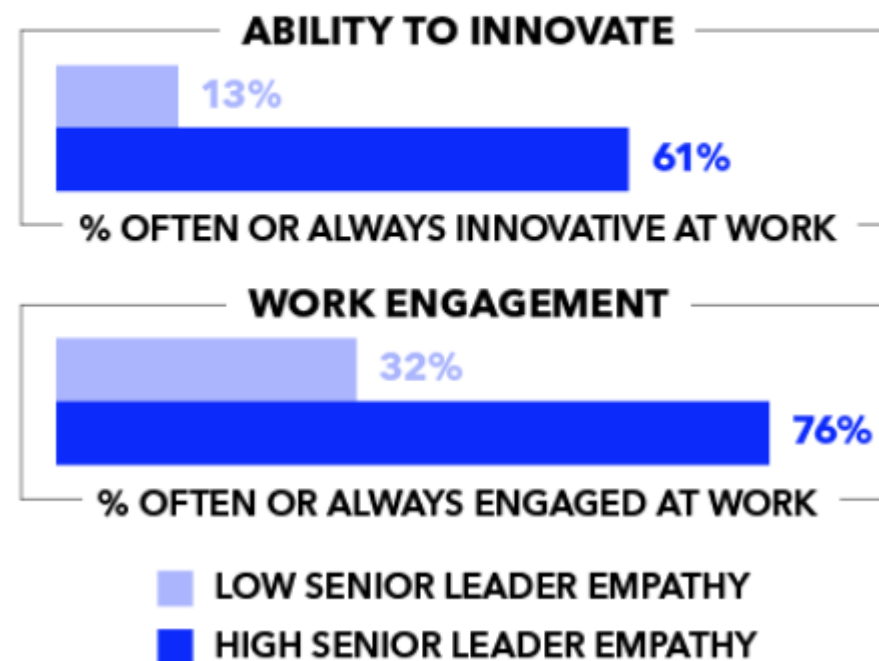 ABILITY TO INNOVATE
13%
61%
% OFTEN OR ALWAYS INNOVATIVE AT WORK
WORK ENGAGEMENT
32%
76%
% OFTEN OR ALWAYS ENGAGED AT WORK
LOW SENIOR LEADER EMPATHY
HIGH SENIOR LEADER EMPATHY